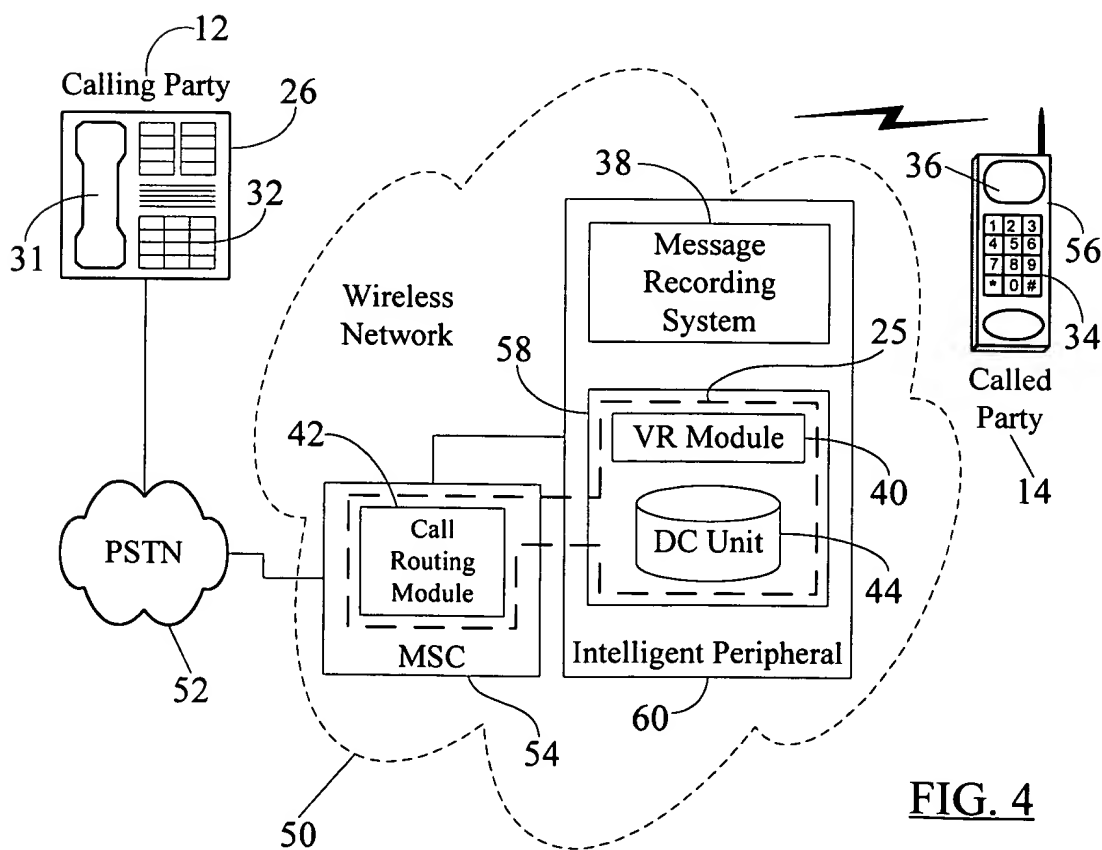 12
Calling Party
26
32
31
38
36
1 2 3
4 5 6
7 8 9
* 0 #
56
34
Message
Recording
System
Wireless
Network
Called
Party
14
58
25
42
VR Module
40
Call
Routing
Module
DC Unit
44
PSTN
MSC
Intelligent Peripheral
52
54
60
50
FIG. 4